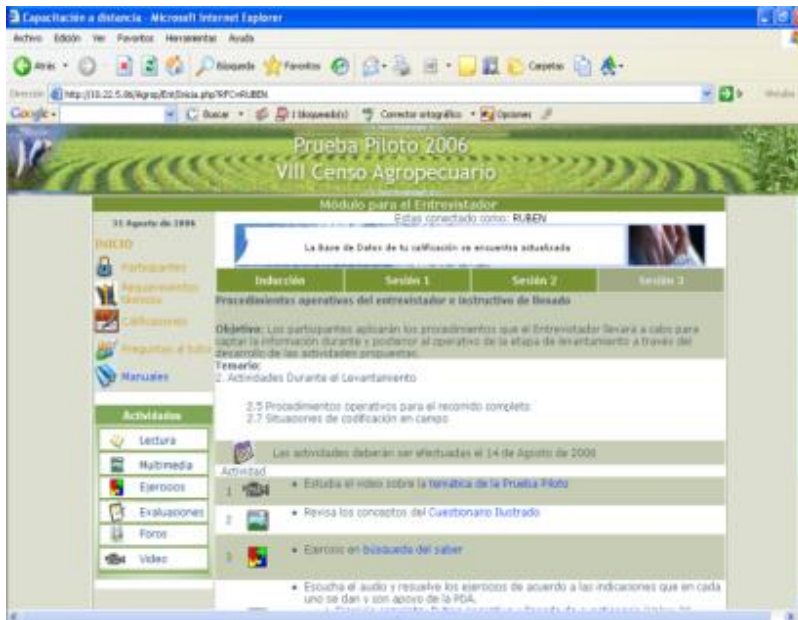 Capacitación a distancia - Microsoft Internet Explorer
Archivo Edición Ver Favoritos Herramientas Ayuda
Atrás Búsqueda Favoritos Carpetas
Google Buscar bloqueado(s) Corrector ortográfico Opciones
Prueba Piloto 2006
VIII Censo Agropecuario
Módulo para el Entrevistador
31 Agosto de 2006
Estas conectado como: RUBEN
INICIO
La Base de Datos de tu calificación se encuentra actualizada
Participantes
Requerimientos
técnicos
Calificaciones
Preguntas al tutor
Manuales
Inducción Sesión 1 Sesión 2 Sesión 3
Procedimientos operativos del entrevistador e instructivo de llenado
Objetivo: Los participantes aplicarán los procedimientos que el Entrevistador llevará a cabo para
captar la información durante y posterior al operativo de la etapa de levantamiento a través del
desarrollo de las actividades propuestas.
Temario:
2. Actividades Durante el Levantamiento
2.5 Procedimientos operativos para el recorrido completo
2.7 Situaciones de codificación en campo
Actividades
Lectura
Multimedia
Ejercicios
Evaluaciones
Foros
Video
Las actividades deberán ser efectuadas el 14 de Agosto de 2006
Actividad
1 • Estudia el video sobre la temática de la Prueba Piloto
2 • Revisa los conceptos del Cuestionario Ilustrado
3 • Ejercicio en búsqueda del saber
• Escucha el audio y resuelve los ejercicios de acuerdo a las indicaciones que en cada
uno se dan y con apoyo de la PDA.